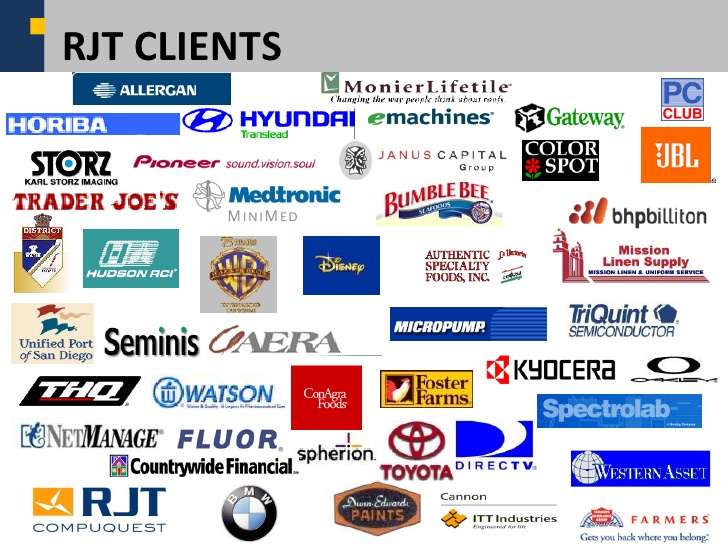 RJT CLIENTS
ALLERGAN
MonierLifetile
Changing the way people think about roofs.
PC
CLUB
HORIBA
HYUNDAI
Translead
eMachines
Gateway
STORZ
KARL STORZ IMAGING
Pioneer sound.vision.soul
JANUS CAPITAL
Group
COLOR
SPOT
JBL
TRADER JOE'S
Medtronic
MINIMED
BUMBLE BEE
SEAFOODS
bhpbilliton
DISTRICT
HUDSON RCI
WB
DISNEY
AUTHENTIC
SPECIALTY
FOODS, INC.
La Victoria
Mission
Linen Supply
MISSION LINEN & UNIFORM SERVICE
Unified Port
of San Diego
Seminis
AERA
MICROPUMP
TriQuint
SEMICONDUCTOR
THQ
WATSON
ConAgra
Foods
Foster
Farms
KYOCERA
OAKLEY
Spectrolab
NETMANAGE
FLUOR
spherion
TOYOTA
DIRECTV
Countrywide Financial
WESTERN ASSET
RJT
COMPUQUEST
BMW
Dunn-Edwards
PAINTS
Cannon
ITT Industries
Engineered for life
FARMERS
Gets you back where you belong.